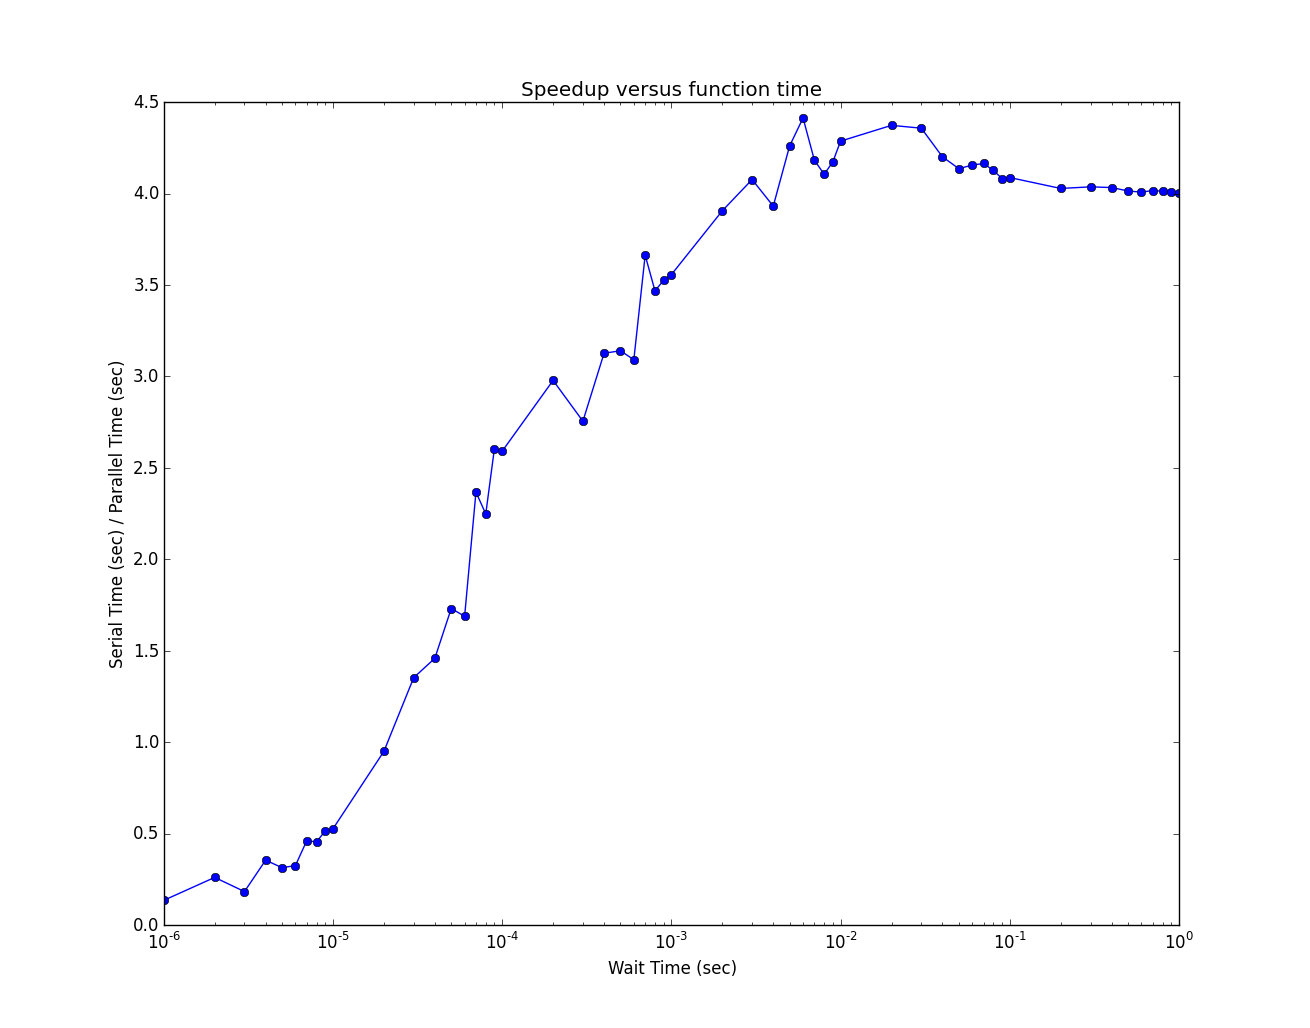 Speedup versus function time
Serial Time (sec) / Parallel Time (sec)
4.5
4.0
3.5
3.0
2.5
2.0
1.5
1.0
0.5
0.0
10^-6 10^-5 10^-4 10^-3 10^-2 10^-1 10^0
Wait Time (sec)